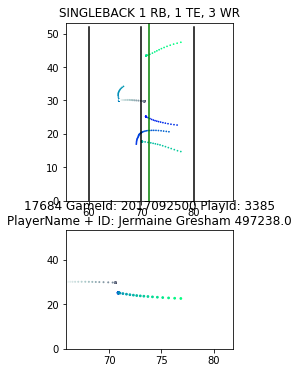 SINGLEBACK 1 RB, 1 TE, 3 WR
50
40
30
20
10
0
60 70 80
17684 GameId: 2017092500 PlayId: 3385
PlayerName + ID: Jermaine Gresham 497238.0
40
20
0
70 75 80